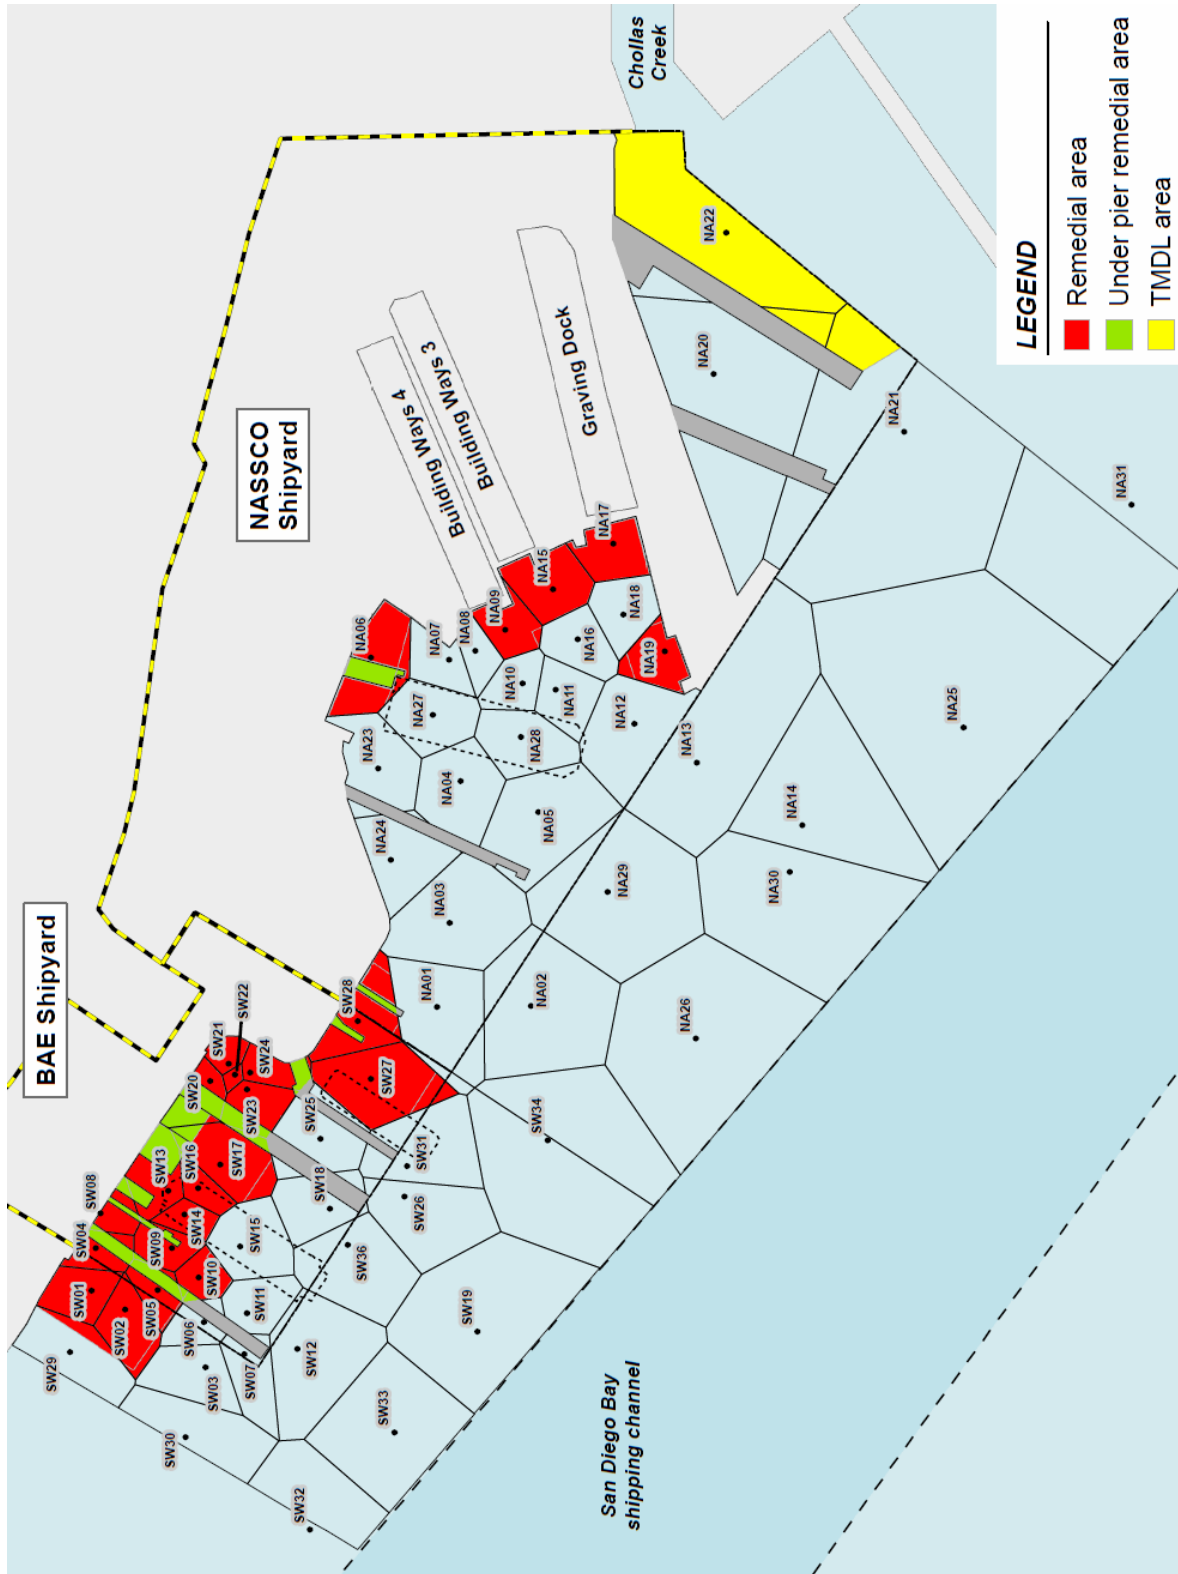 BAE Shipyard
NASSCO
Shipyard
Building Ways 4
Building Ways 3
Graving Dock
Chollas
Creek
San Diego Bay
shipping channel
SW29
SW30
SW32
SW01
SW02
SW04
SW05
SW08
SW09
SW10
SW06
SW03
SW07
SW11
SW12
SW33
SW19
SW13
SW16
SW14
SW15
SW17
SW18
SW36
SW26
SW20
SW21
SW22
SW24
SW23
SW25
SW31
SW27
SW28
SW34
NA01
NA02
NA03
NA26
NA24
NA23
NA04
NA05
NA29
NA30
NA14
NA13
NA25
NA06
NA07
NA08
NA09
NA27
NA10
NA11
NA28
NA12
NA15
NA16
NA17
NA18
NA19
NA20
NA21
NA22
NA31
LEGEND
Remedial area
Under pier remedial area
TMDL area